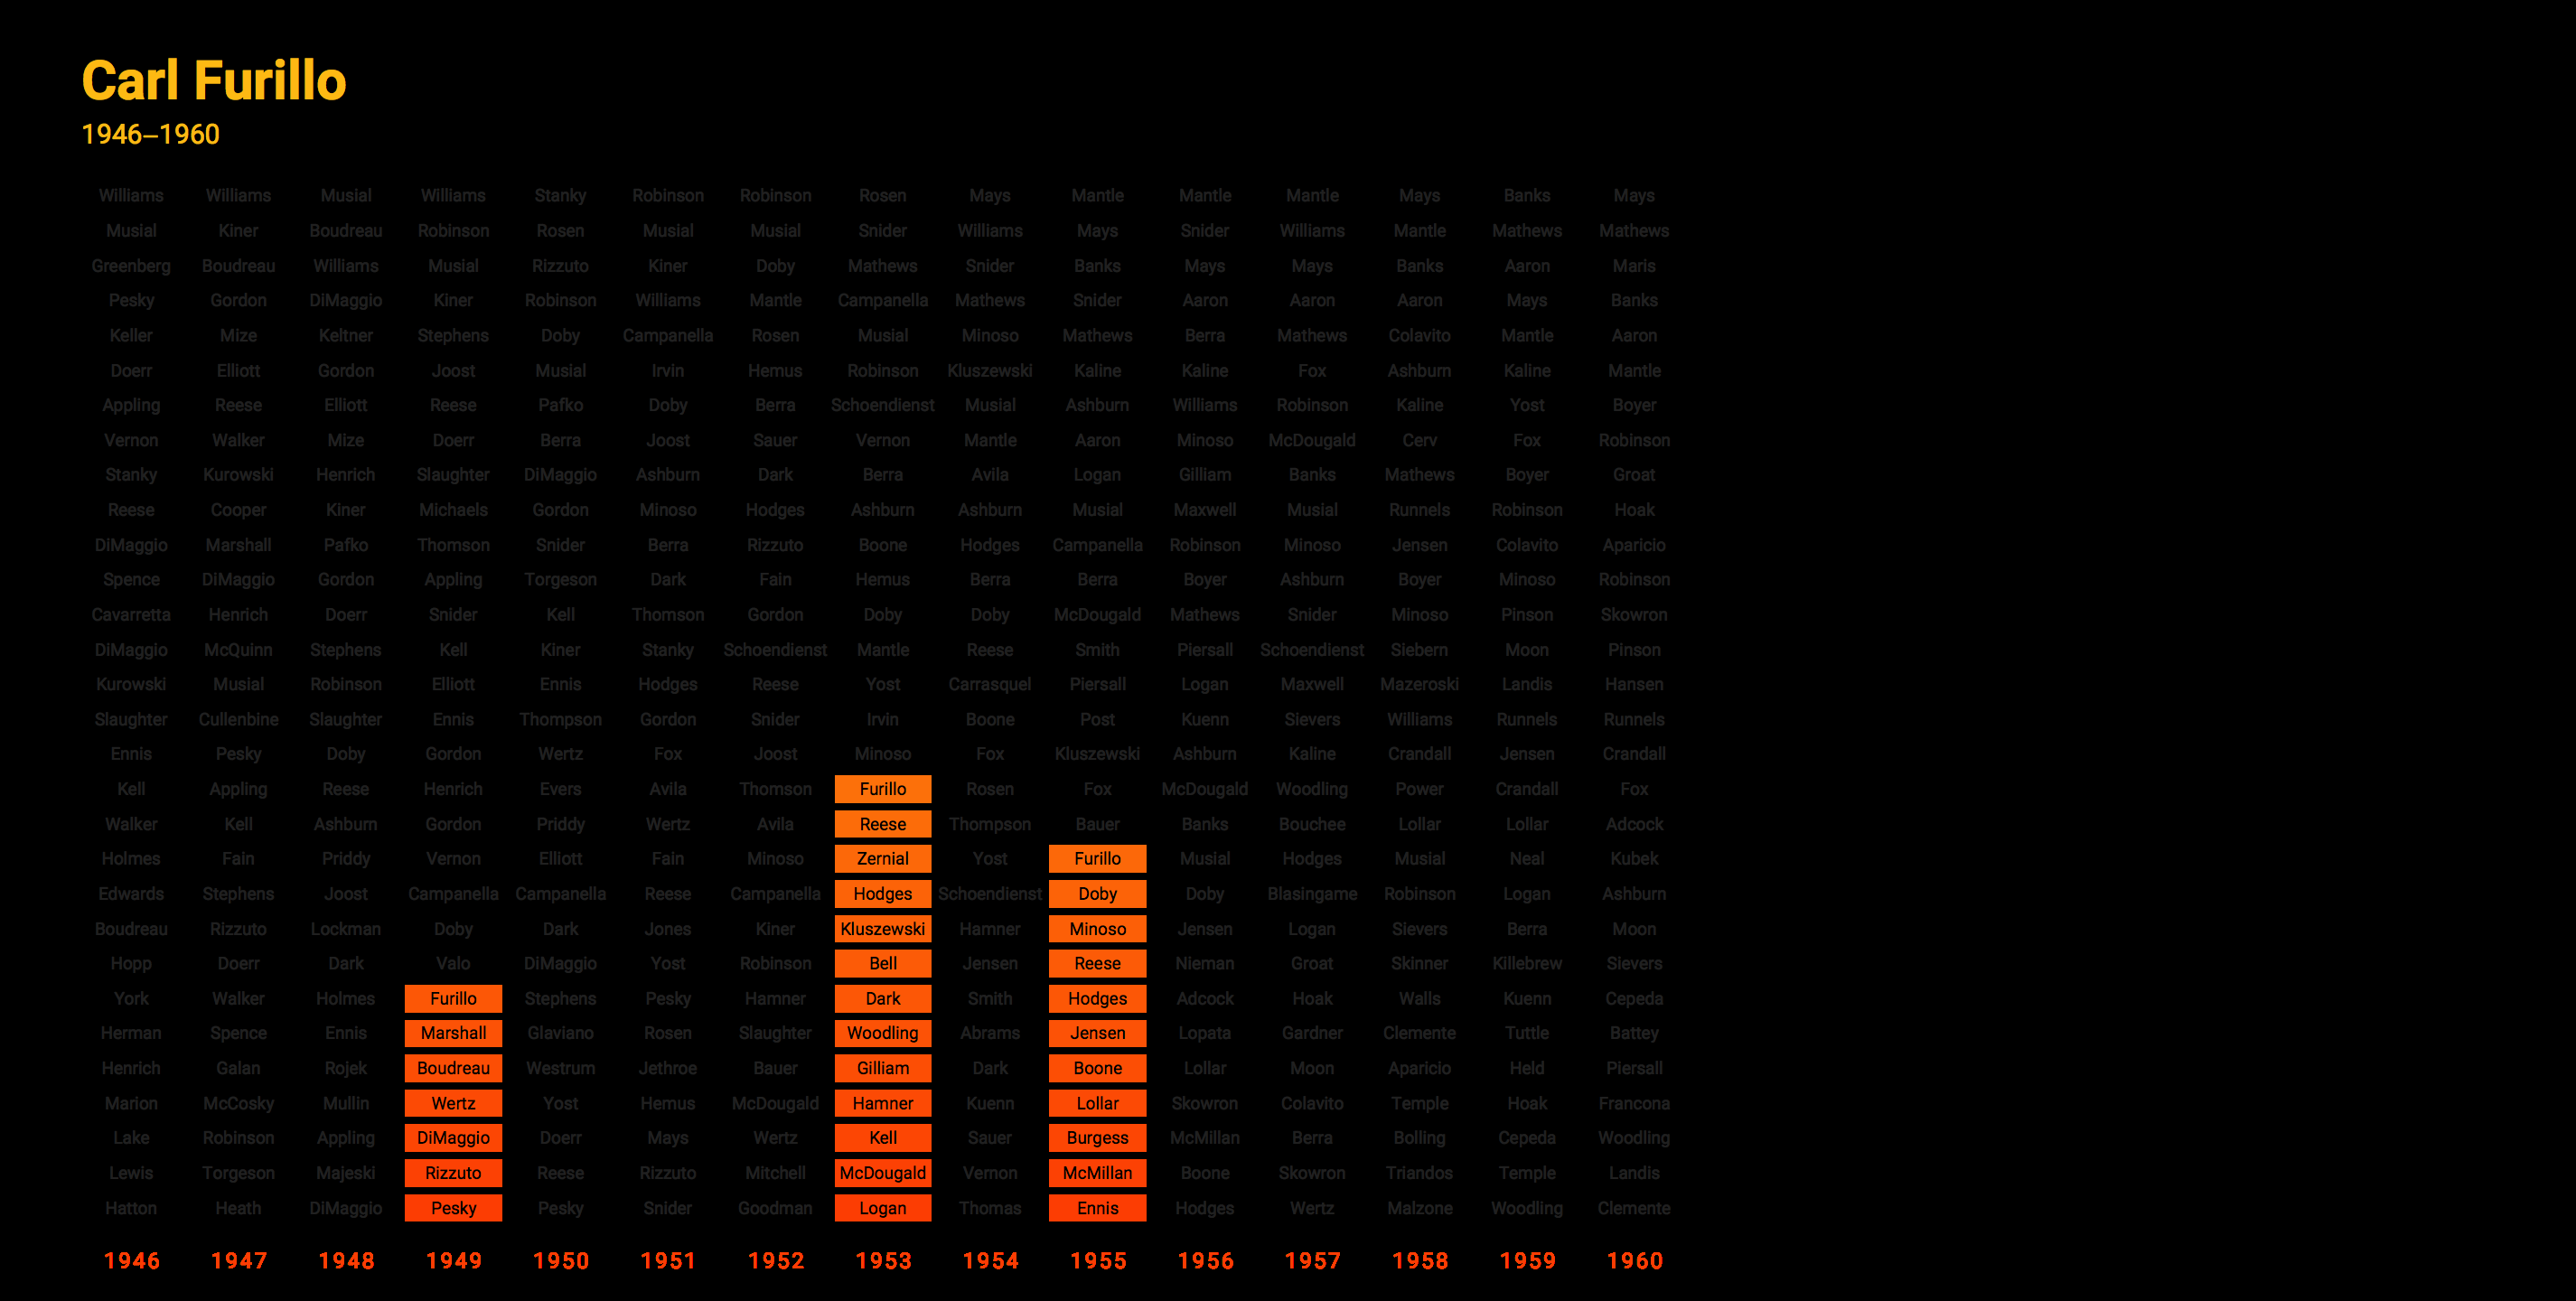 Carl Furillo
1946–1960
Williams Williams Musial Williams Stanky Robinson Robinson Rosen Mays Mantle Mantle Mantle Mays Banks Mays
Musial Kiner Boudreau Robinson Rosen Musial Musial Snider Williams Mays Snider Williams Mantle Mathews Mathews
Greenberg Boudreau Williams Musial Rizzuto Kiner Doby Mathews Snider Banks Mays Mays Banks Aaron Maris
Pesky Gordon DiMaggio Kiner Robinson Williams Mantle Campanella Mathews Snider Aaron Aaron Aaron Mays Banks
Keller Mize Keltner Stephens Doby Campanella Rosen Musial Minoso Mathews Berra Mathews Colavito Mantle Aaron
Doerr Elliott Gordon Joost Musial Irvin Hemus Robinson Kluszewski Kaline Kaline Fox Ashburn Kaline Mantle
Appling Reese Elliott Reese Pafko Doby Berra Schoendienst Musial Ashburn Williams Robinson Kaline Yost Boyer
Vernon Walker Mize Doerr Berra Joost Sauer Vernon Mantle Aaron Minoso McDougald Cerv Fox Robinson
Stanky Kurowski Henrich Slaughter DiMaggio Ashburn Dark Berra Avila Logan Gilliam Banks Mathews Boyer Groat
Reese Cooper Kiner Michaels Gordon Minoso Hodges Ashburn Ashburn Musial Maxwell Musial Runnels Robinson Hoak
DiMaggio Marshall Pafko Thomson Snider Berra Rizzuto Boone Hodges Campanella Robinson Minoso Jensen Colavito Aparicio
Spence DiMaggio Gordon Appling Torgeson Dark Fain Hemus Berra Berra Boyer Ashburn Boyer Minoso Robinson
Cavarretta Henrich Doerr Snider Kell Thomson Gordon Doby Doby McDougald Mathews Snider Minoso Pinson Skowron
DiMaggio McQuinn Stephens Kell Kiner Stanky Schoendienst Mantle Reese Smith Piersall Schoendienst Siebern Moon Pinson
Kurowski Musial Robinson Elliott Ennis Hodges Reese Yost Carrasquel Piersall Logan Maxwell Mazeroski Landis Hansen
Slaughter Cullenbine Slaughter Ennis Thompson Gordon Snider Irvin Boone Post Kuenn Sievers Williams Runnels Runnels
Ennis Pesky Doby Gordon Wertz Fox Joost Minoso Fox Kluszewski Ashburn Kaline Crandall Jensen Crandall
Kell Appling Reese Henrich Evers Avila Thomson Furillo Rosen Fox McDougald Woodling Power Crandall Fox
Walker Kell Ashburn Gordon Priddy Wertz Avila Reese Thompson Bauer Banks Bouchee Lollar Lollar Adcock
Holmes Fain Priddy Vernon Elliott Fain Minoso Zernial Yost Furillo Musial Hodges Musial Neal Kubek
Edwards Stephens Joost Campanella Campanella Reese Campanella Hodges Schoendienst Doby Doby Blasingame Robinson Logan Ashburn
Boudreau Rizzuto Lockman Doby Dark Jones Kiner Kluszewski Hamner Minoso Jensen Logan Sievers Berra Moon
Hopp Doerr Dark Valo DiMaggio Yost Robinson Bell Jensen Reese Nieman Groat Skinner Killebrew Sievers
York Walker Holmes Furillo Stephens Pesky Hamner Dark Smith Hodges Adcock Hoak Walls Kuenn Cepeda
Herman Spence Ennis Marshall Glaviano Rosen Slaughter Woodling Abrams Jensen Lopata Gardner Clemente Tuttle Battey
Henrich Galan Rojek Boudreau Westrum Jethroe Bauer Gilliam Dark Boone Lollar Moon Aparicio Held Piersall
Marion McCosky Mullin Wertz Yost Hemus McDougald Hamner Kuenn Lollar Skowron Colavito Temple Hoak Francona
Lake Robinson Appling DiMaggio Doerr Mays Wertz Kell Sauer Burgess McMillan Berra Bolling Cepeda Woodling
Lewis Torgeson Majeski Rizzuto Reese Rizzuto Mitchell McDougald Vernon McMillan Boone Skowron Triandos Temple Landis
Hatton Heath DiMaggio Pesky Pesky Snider Goodman Logan Thomas Ennis Hodges Wertz Malzone Woodling Clemente
1946 1947 1948 1949 1950 1951 1952 1953 1954 1955 1956 1957 1958 1959 1960